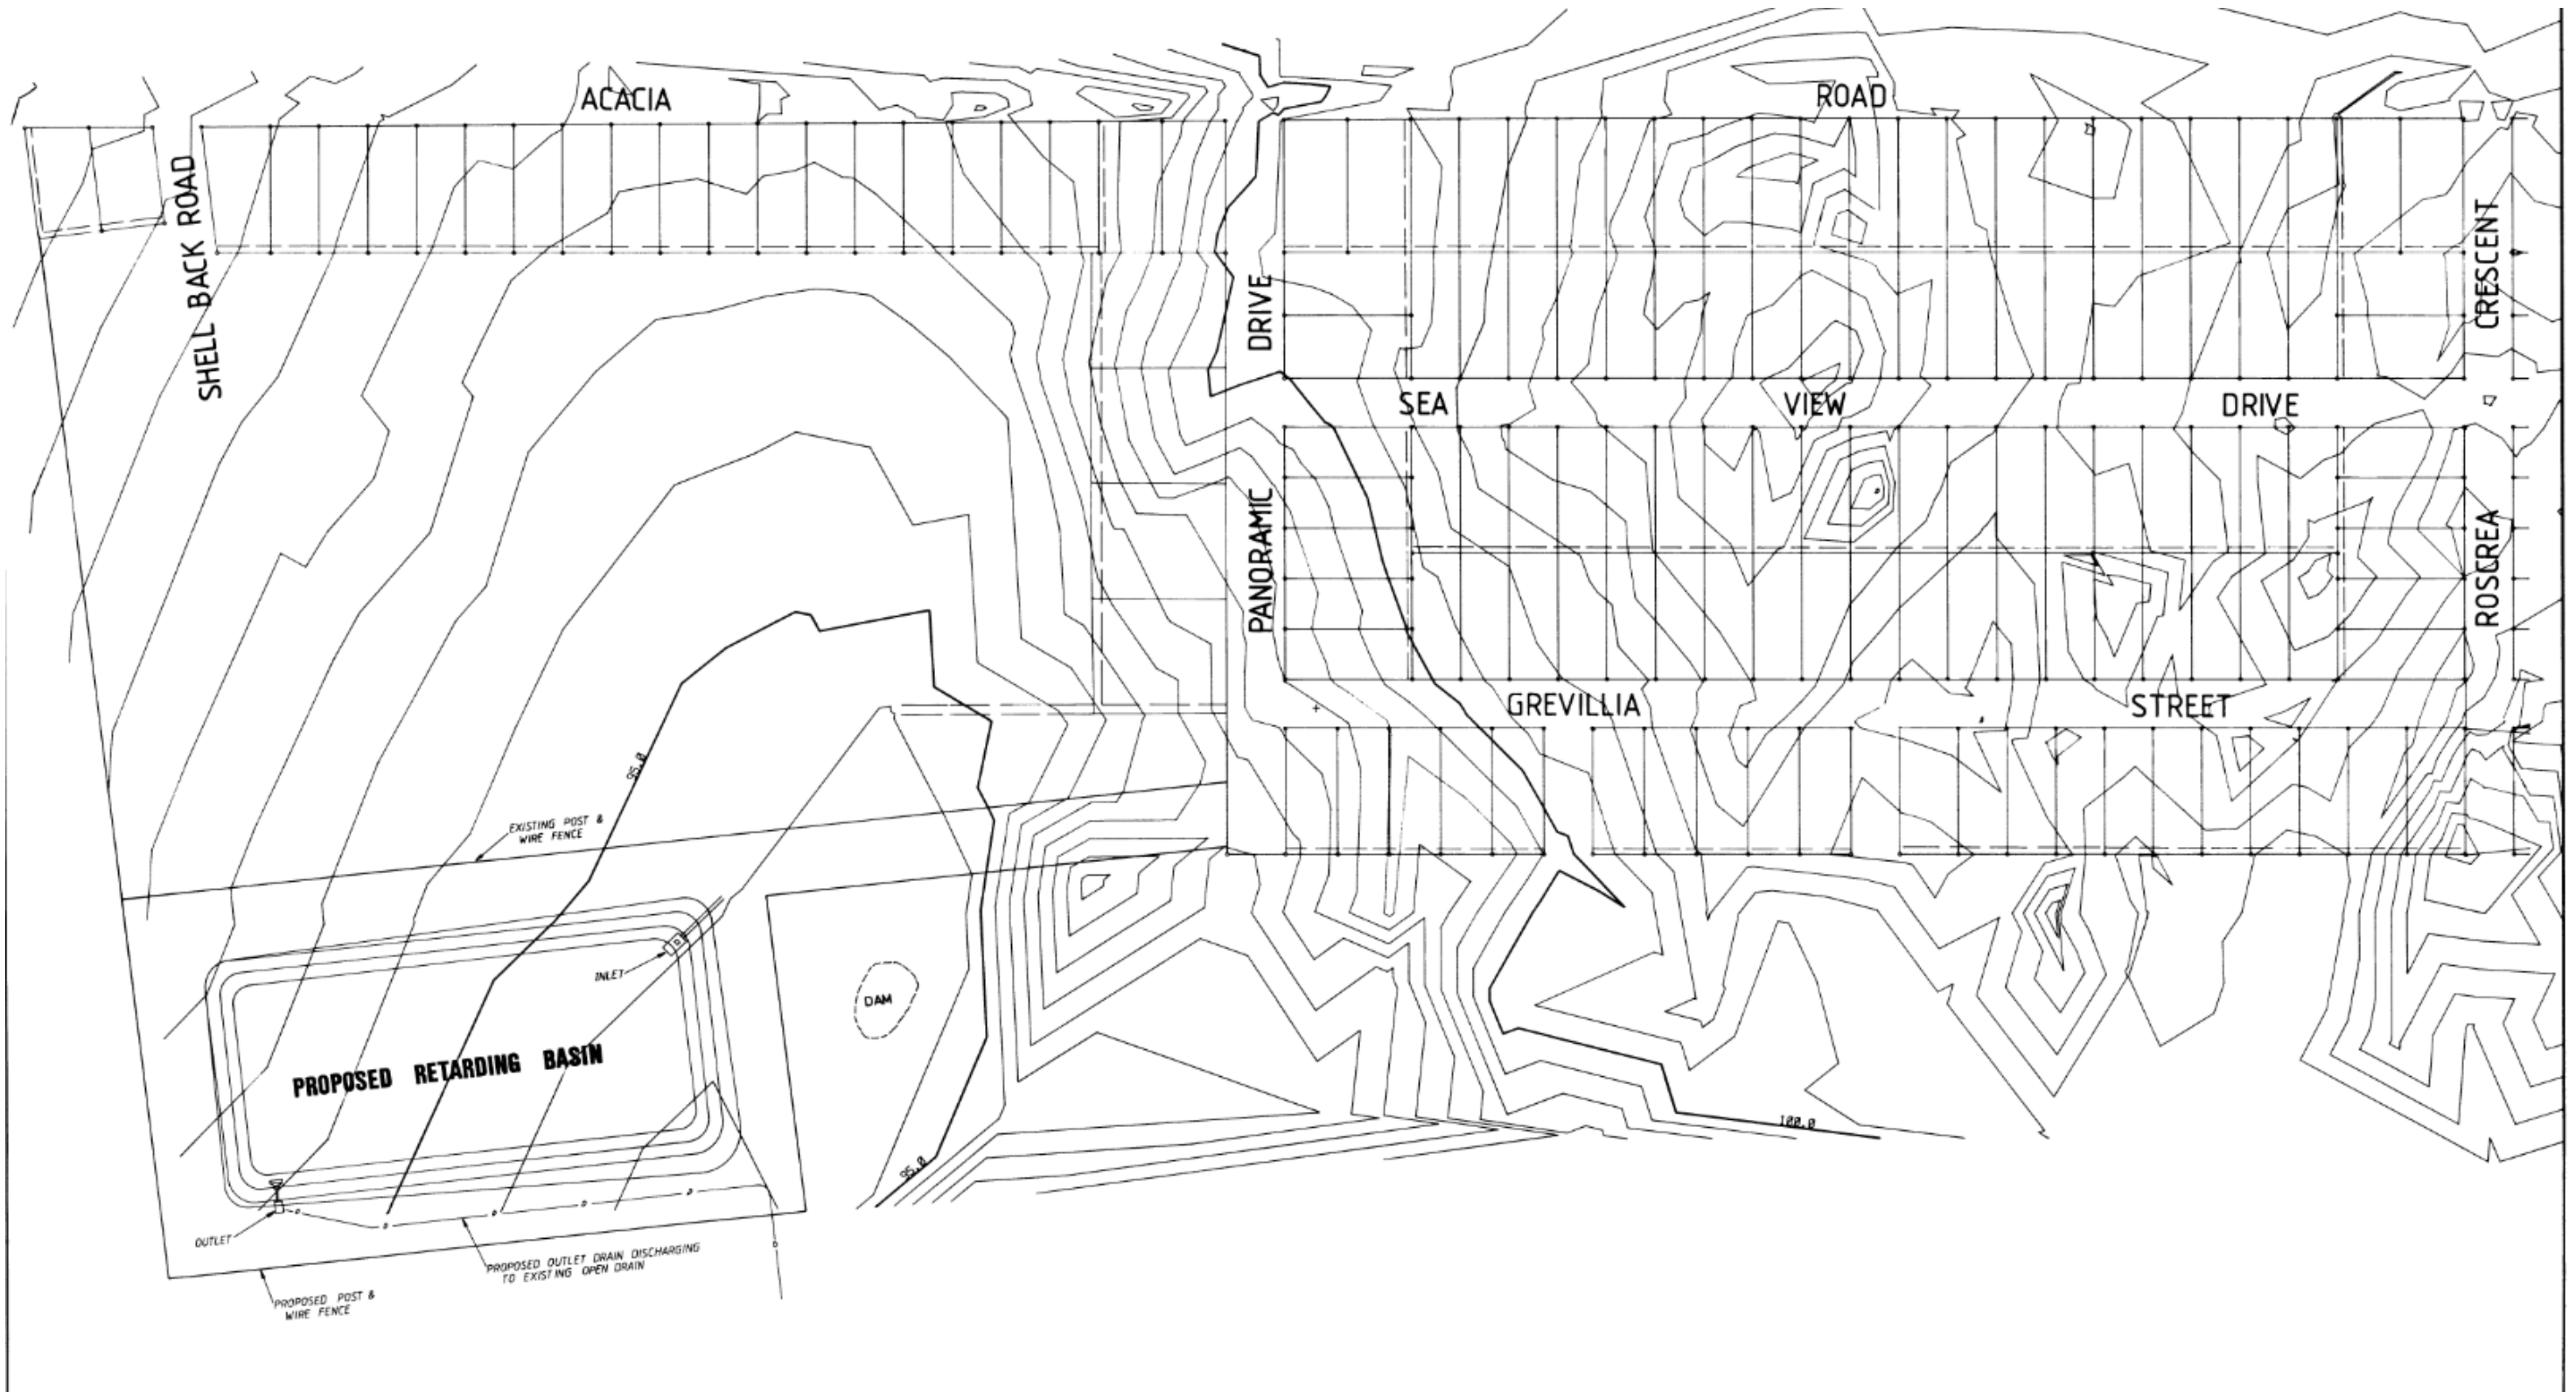 ACACIA
ROAD
SHELL BACK ROAD
DRIVE
CRESCENT
SEA
VIEW
DRIVE
PANORAMIC
ROSCREA
GREVILLIA
STREET
95.0
EXISTING POST &
WIRE FENCE
INLET
DAM
PROPOSED RETARDING BASIN
100.0
95.0
OUTLET
PROPOSED OUTLET DRAIN DISCHARGING
TO EXISTING OPEN DRAIN
PROPOSED POST &
WIRE FENCE